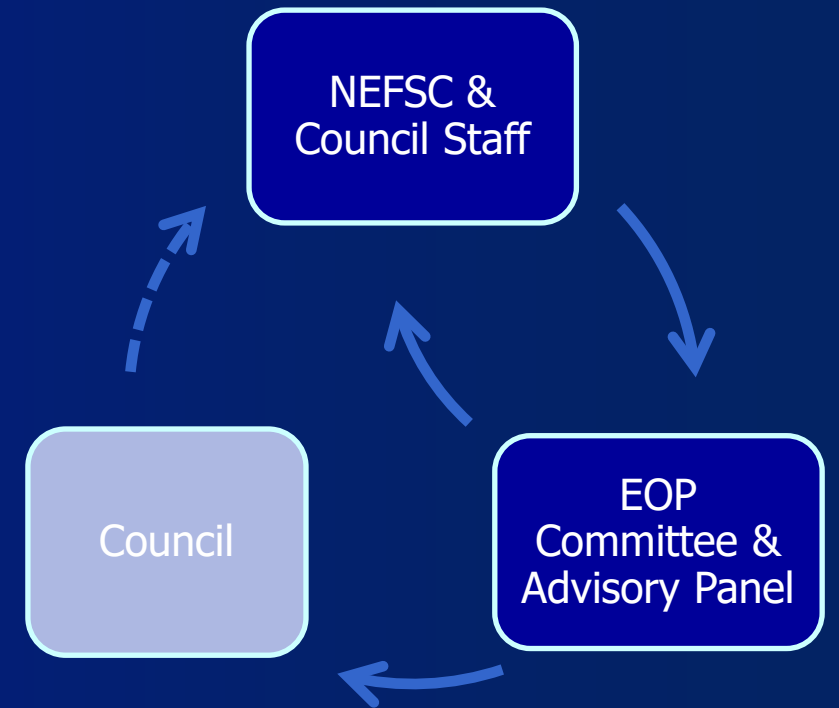 NEFSC &
Council Staff
Council
EOP
Committee &
Advisory Panel